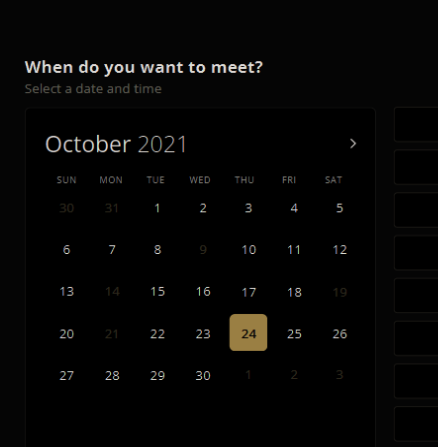 When do you want to meet?
Select a date and time
October 2021
SUN MON TUE WED THU FRI SAT
30 31 1 2 3 4 5
6 7 8 9 10 11 12
13 14 15 16 17 18 19
20 21 22 23 24 25 26
27 28 29 30 1 2 3